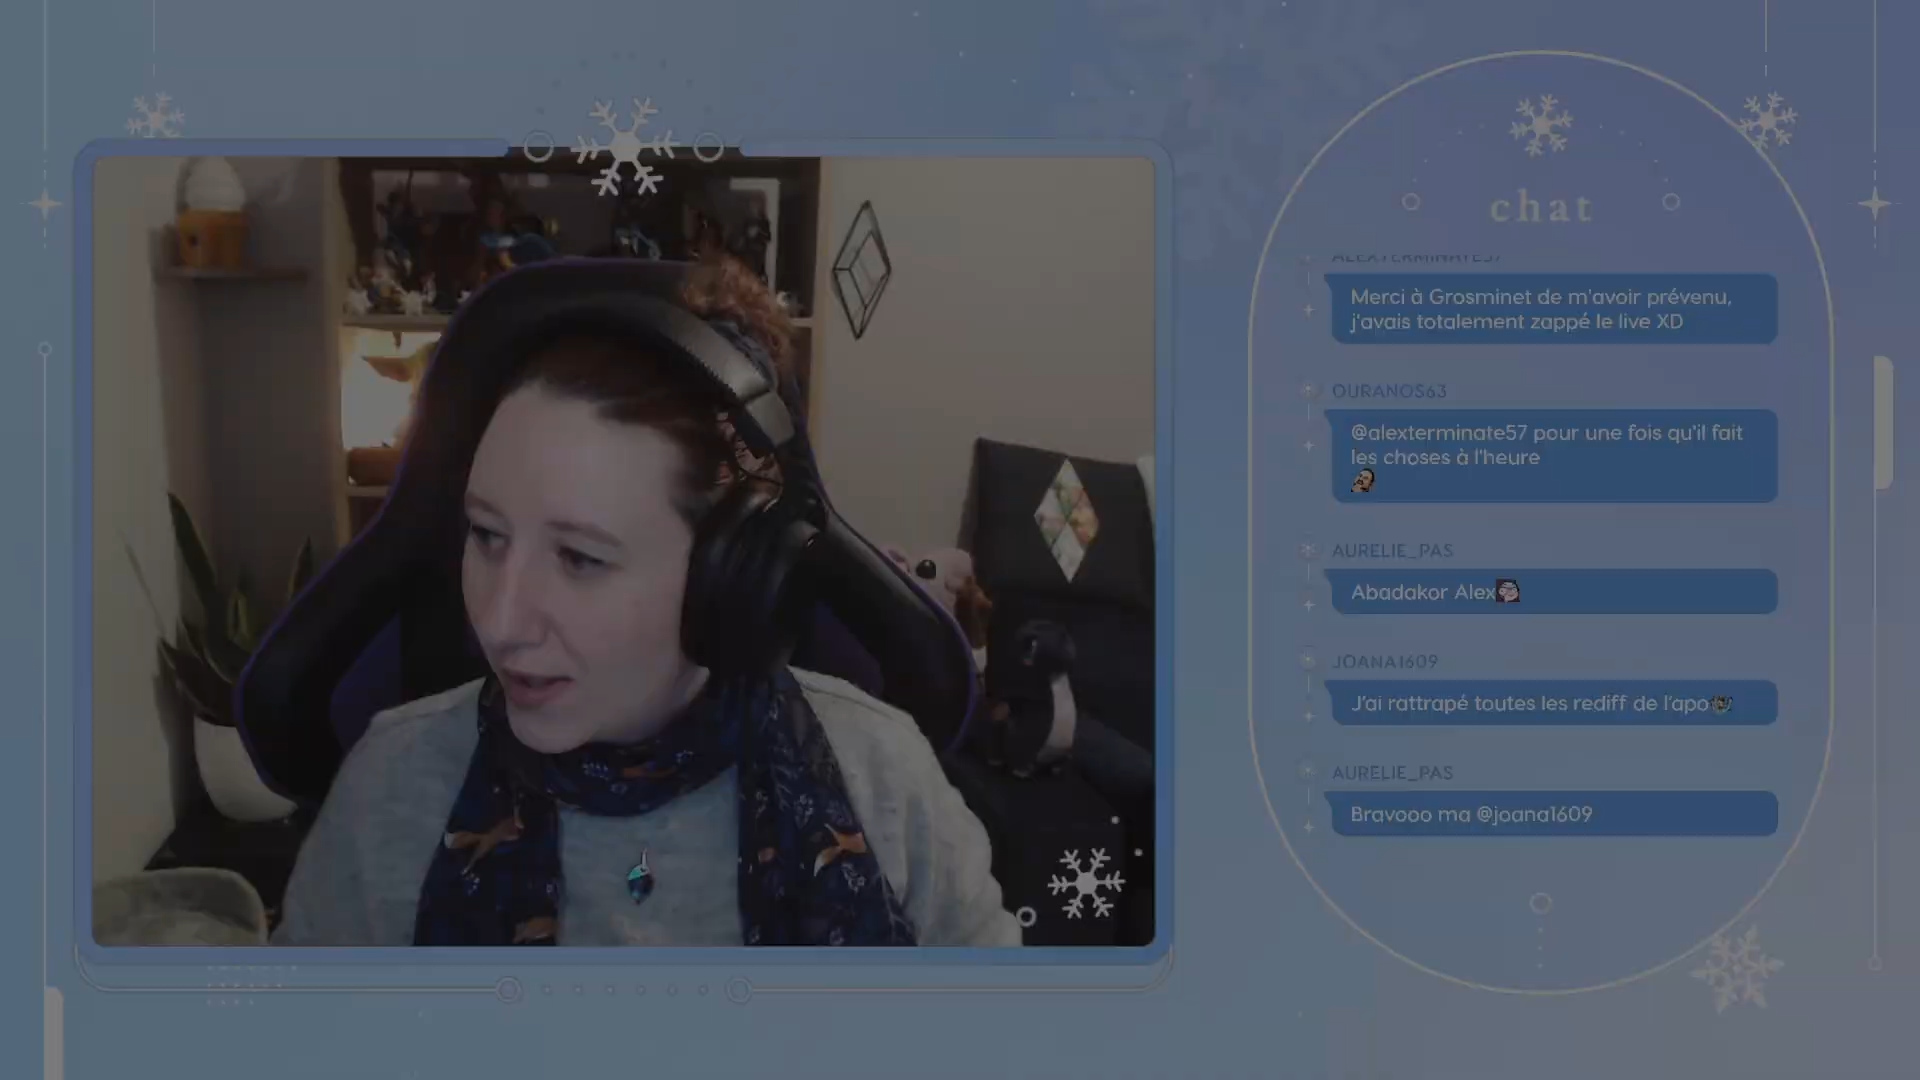 chat
ALEXTERMINATE57
Merci à Grosminet de m'avoir prévenu,
j'avais totalement zappé le live XD
OURANOS63
@alexterminate57 pour une fois qu'il fait
les choses à l'heure
AURELIE_PAS
Abadakor Alex
JOANA1609
J'ai rattrapé toutes les rediff de l'apo
AURELIE_PAS
Bravooo ma @joana1609